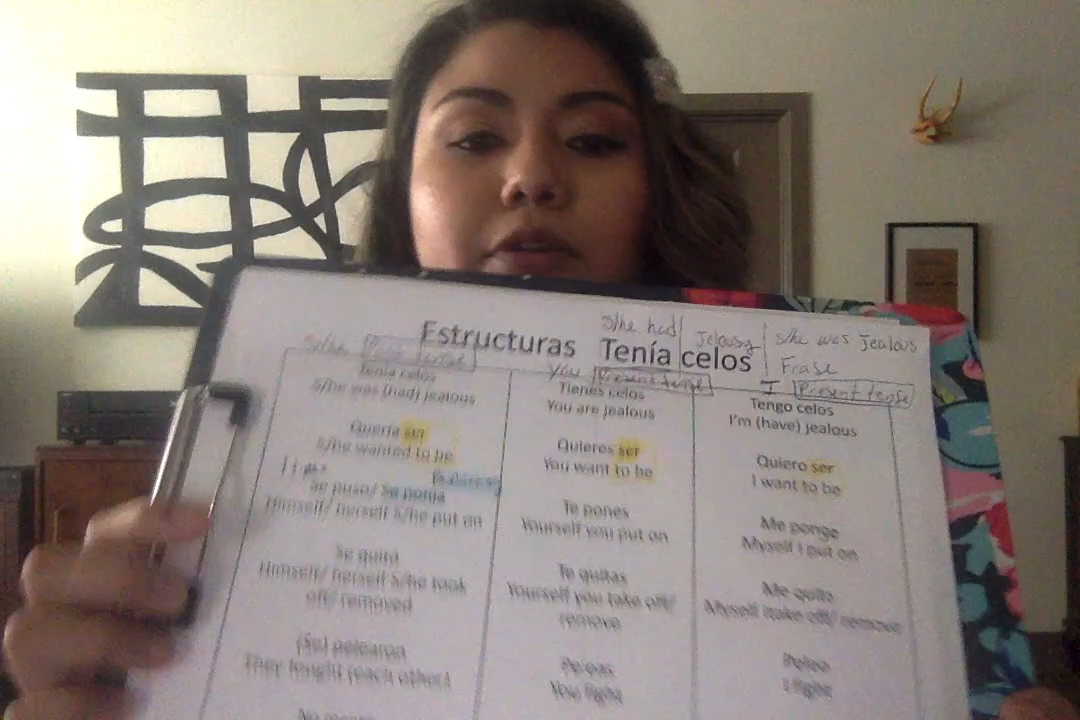 s/he had | Jelousy | s/he was Jealous
Estructuras Tenía celos Frase
s/he Past tense You Present tense I Present tense
Tenía celos
S/he was (had) jealous
Quería ser
S/he wanted to be
Se puso/ Se ponía
Himself/ herself S/he put on
Se quitó
Himself/ herself S/he took
off/ removed
(Se) pelearon
They fought (each other)
Tienes celos
You are jealous
Quieres ser
You want to be
Te pones
Yourself you put on
Te quitas
Yourself you take off/
remove
Peleas
You fight
Tengo celos
I'm (have) jealous
Quiero ser
I want to be
Me pongo
Myself I put on
Me quito
Myself I take off/ remove
Peleo
I fight